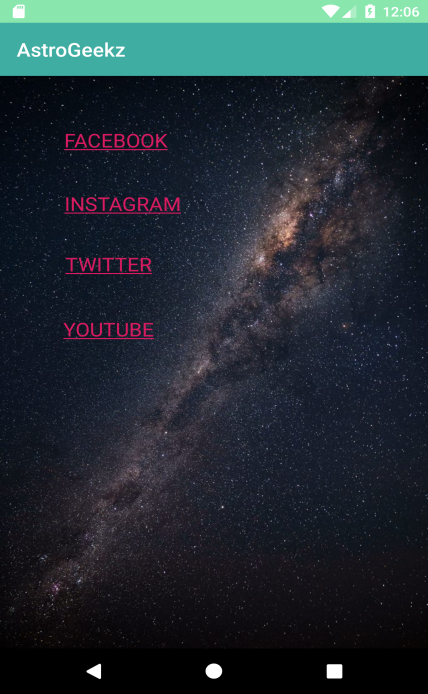 12:06
AstroGeekz
FACEBOOK
INSTAGRAM
TWITTER
YOUTUBE